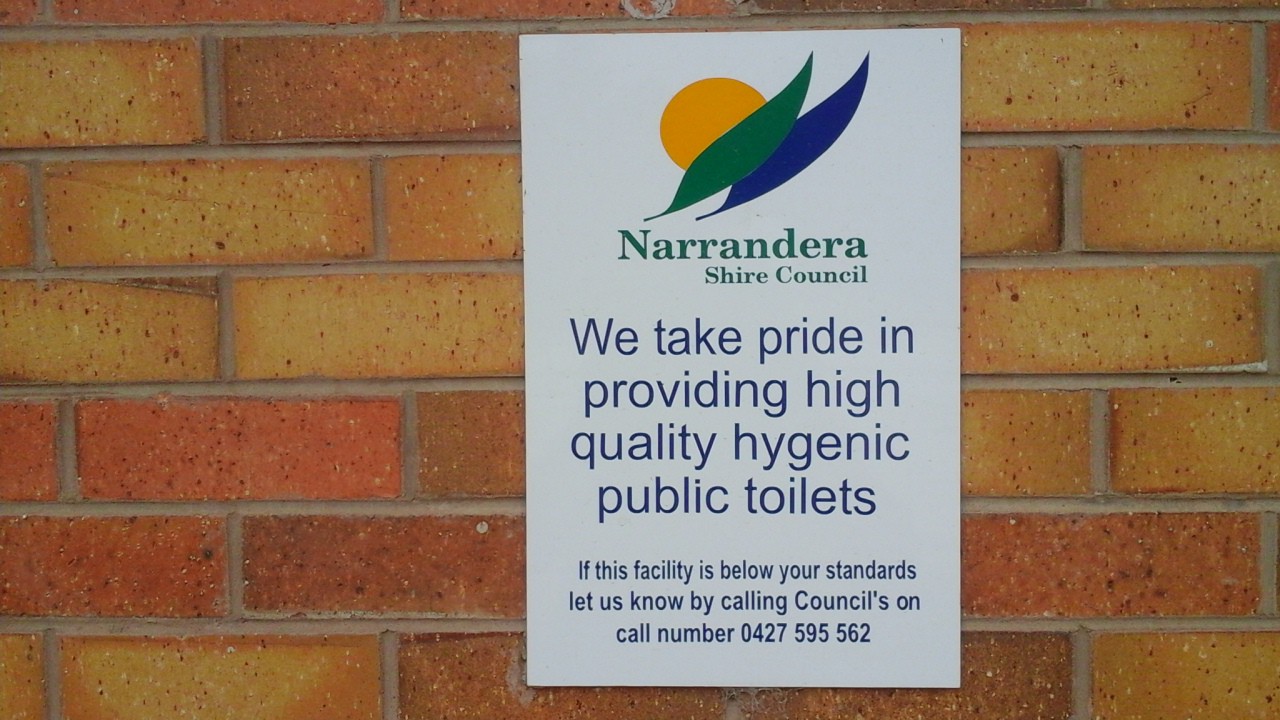 Narrandera
Shire Council
We take pride in
providing high
quality hygenic
public toilets
If this facility is below your standards
let us know by calling Council's on
call number 0427 595 562